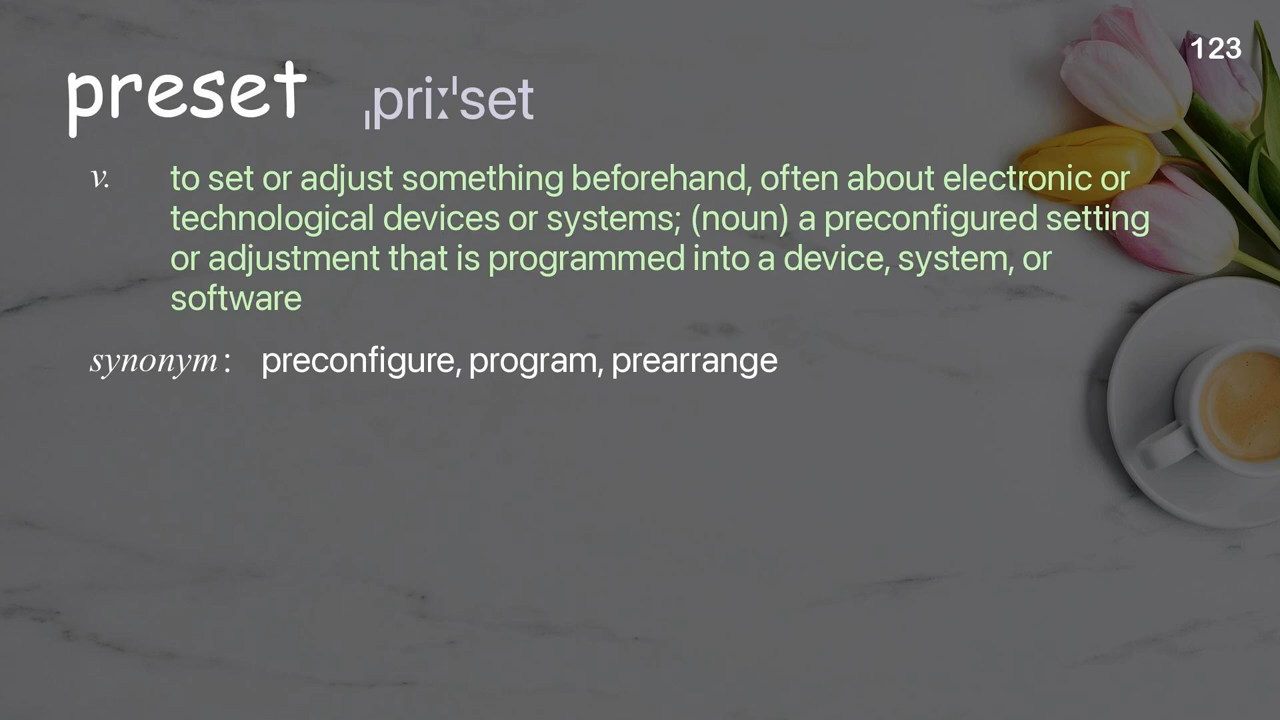 123
preset ˌpriːˈset
v. to set or adjust something beforehand, often about electronic or
technological devices or systems; (noun) a preconfigured setting
or adjustment that is programmed into a device, system, or
software
synonym: preconfigure, program, prearrange